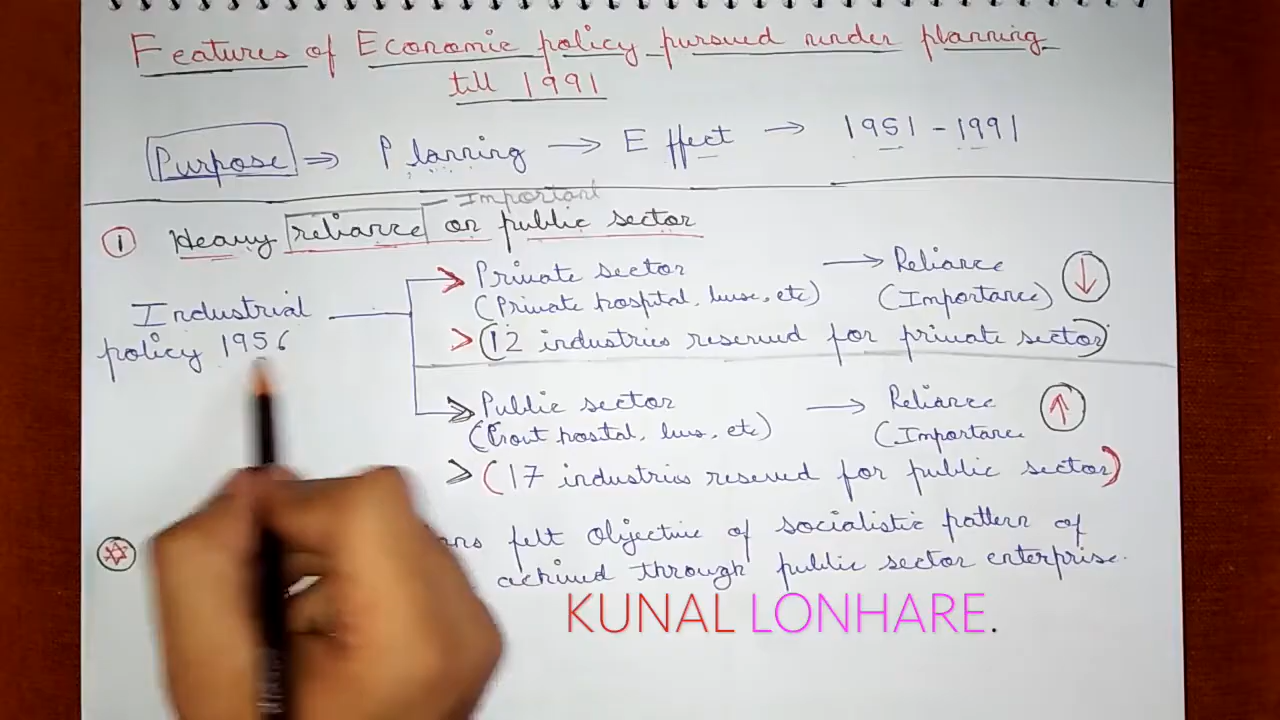 Features of Economic policy pursued under planning
till 1991
Purpose ⇒ Planning → Effect → 1951 - 1991
- Important
i Heavy reliance on public sector
Private sector → Reliance ↓
(Private hospital, buse, etc) (Importance)
Industrial
policy 1956
> (12 industries reserved for private sector)
Public sector → Reliance ↑
(Govt hospital, bus, etc) (Importance
> (17 industries reserved for public sector)
felt objective of socialistic pattern of
achived through public sector enterprise.
KUNAL LONHARE.